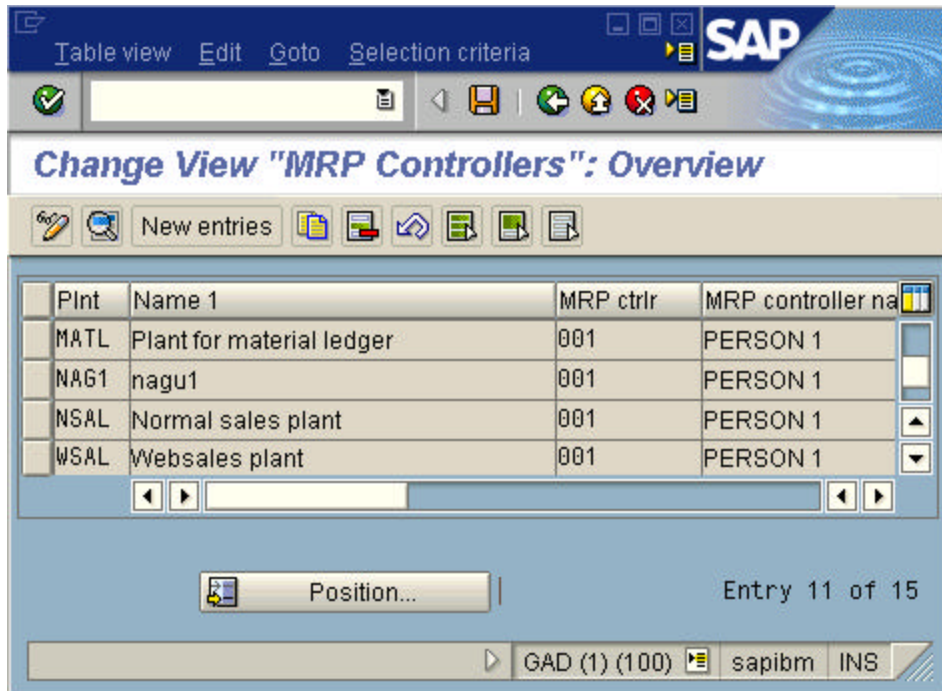 SAP
Table view Edit Goto Selection criteria
Change View "MRP Controllers": Overview
New entries
Plnt Name 1 MRP ctrlr MRP controller na
MATL Plant for material ledger 001 PERSON 1
NAG1 nagu1 001 PERSON 1
NSAL Normal sales plant 001 PERSON 1
WSAL Websales plant 001 PERSON 1
Position...
Entry 11 of 15
GAD (1) (100) sapibm INS